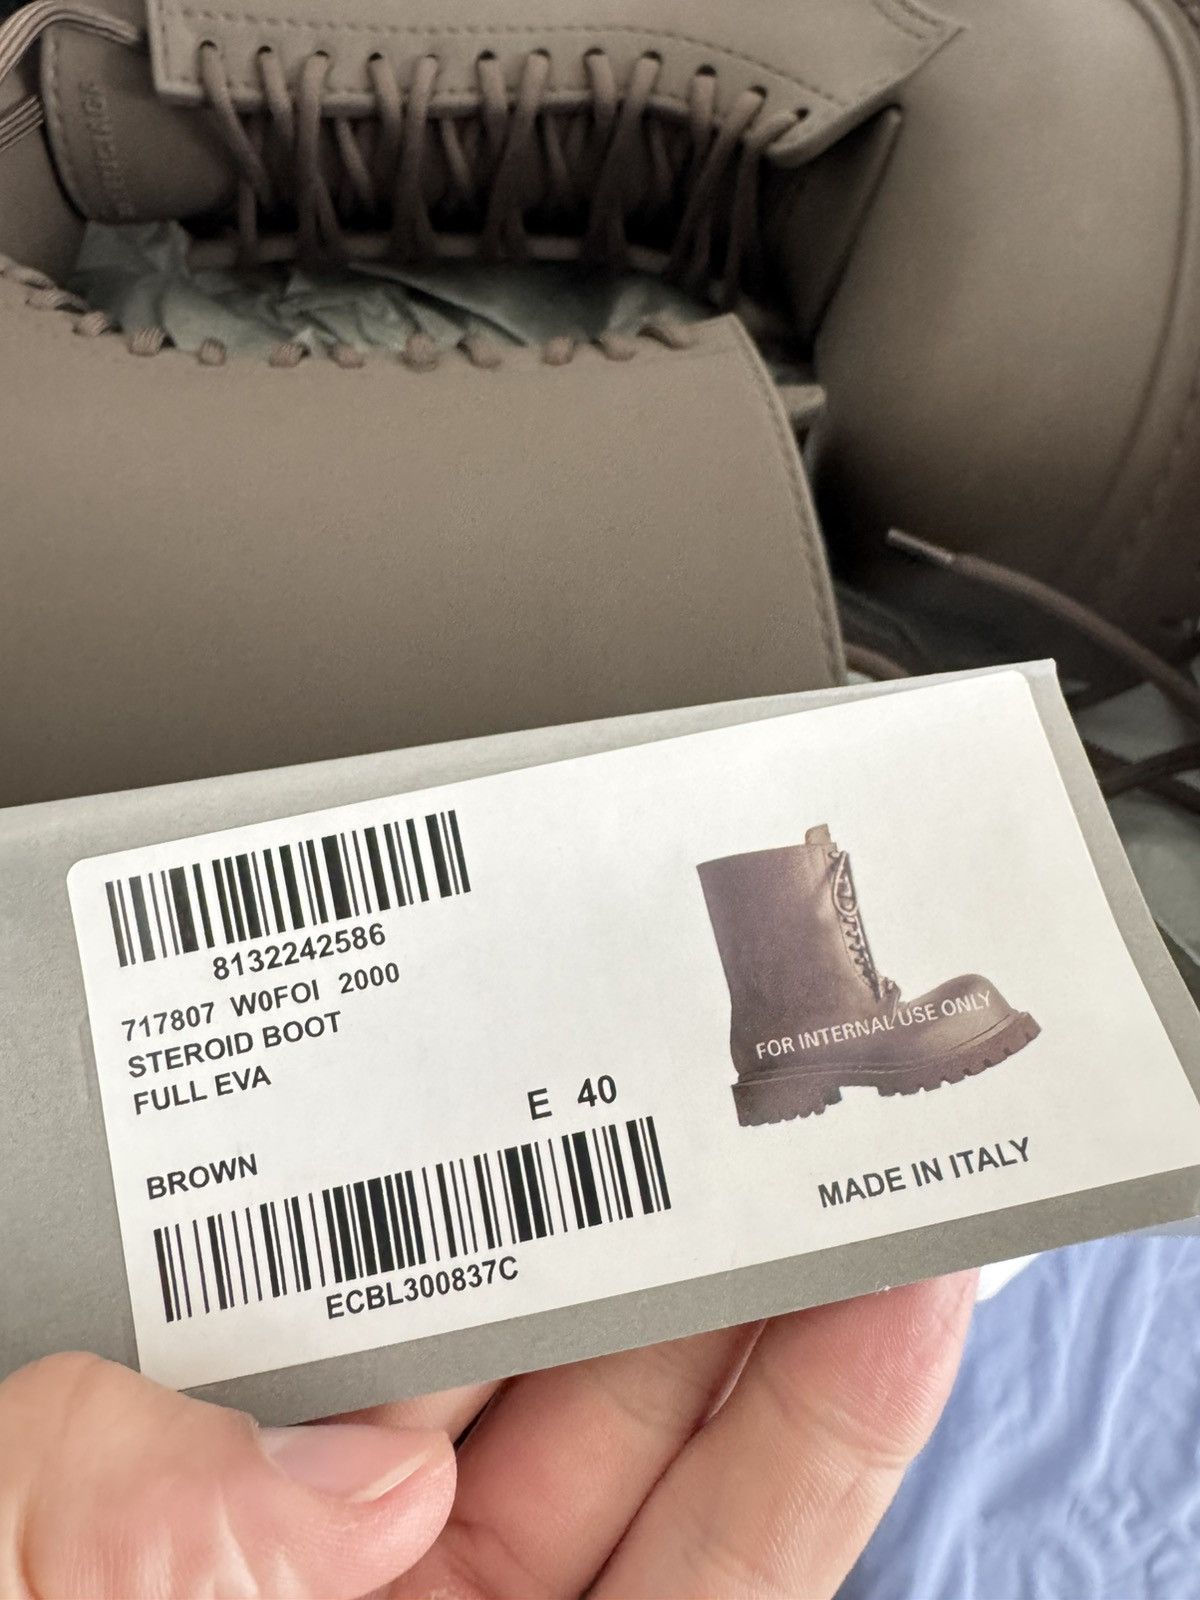 8132242586
717807 W0FOI 2000
STEROID BOOT
FULL EVA
E 40
BROWN
ECBL300837C
FOR INTERNAL USE ONLY
MADE IN ITALY